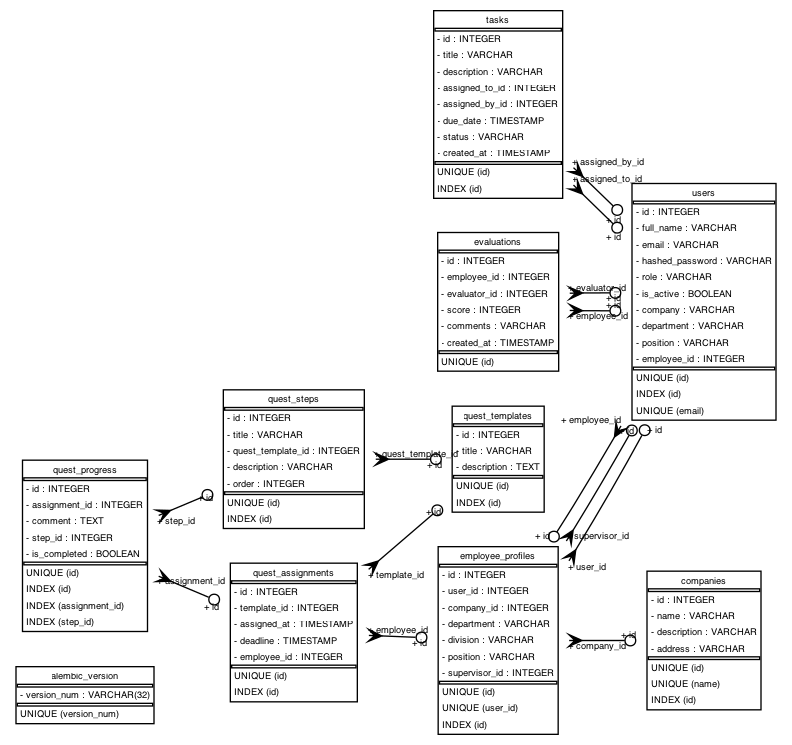 tasks
- id : INTEGER
- title : VARCHAR
- description : VARCHAR
- assigned_to_id : INTEGER
- assigned_by_id : INTEGER
- due_date : TIMESTAMP
- status : VARCHAR
- created_at : TIMESTAMP
UNIQUE (id)
INDEX (id)
+ assigned_by_id
+ assigned_to_id
+ id
+ id
users
- id : INTEGER
- full_name : VARCHAR
- email : VARCHAR
- hashed_password : VARCHAR
- role : VARCHAR
- is_active : BOOLEAN
- company : VARCHAR
- department : VARCHAR
- position : VARCHAR
- employee_id : INTEGER
UNIQUE (id)
INDEX (id)
UNIQUE (email)
evaluations
- id : INTEGER
- employee_id : INTEGER
- evaluator_id : INTEGER
- score : INTEGER
- comments : VARCHAR
- created_at : TIMESTAMP
UNIQUE (id)
+ evaluator_id
+ id
+ id
+ employee_id
quest_steps
- id : INTEGER
- title : VARCHAR
- quest_template_id : INTEGER
- description : VARCHAR
- order : INTEGER
UNIQUE (id)
INDEX (id)
+ quest_template_id
+ id
quest_templates
- id : INTEGER
- title : VARCHAR
- description : TEXT
UNIQUE (id)
INDEX (id)
+ employee_id
+ id
+ id
quest_progress
- id : INTEGER
- assignment_id : INTEGER
- comment : TEXT
- step_id : INTEGER
- is_completed : BOOLEAN
UNIQUE (id)
INDEX (id)
INDEX (assignment_id)
INDEX (step_id)
+ id
+ step_id
+ assignment_id
+ id
+ id
+ template_id
quest_assignments
- id : INTEGER
- template_id : INTEGER
- assigned_at : TIMESTAMP
- deadline : TIMESTAMP
- employee_id : INTEGER
UNIQUE (id)
INDEX (id)
+ employee_id
+ id
+ id
+ supervisor_id
+ user_id
employee_profiles
- id : INTEGER
- user_id : INTEGER
- company_id : INTEGER
- department : VARCHAR
- division : VARCHAR
- position : VARCHAR
- supervisor_id : INTEGER
UNIQUE (id)
UNIQUE (user_id)
INDEX (id)
+ id
+ company_id
companies
- id : INTEGER
- name : VARCHAR
- description : VARCHAR
- address : VARCHAR
UNIQUE (id)
UNIQUE (name)
INDEX (id)
alembic_version
- version_num : VARCHAR(32)
UNIQUE (version_num)